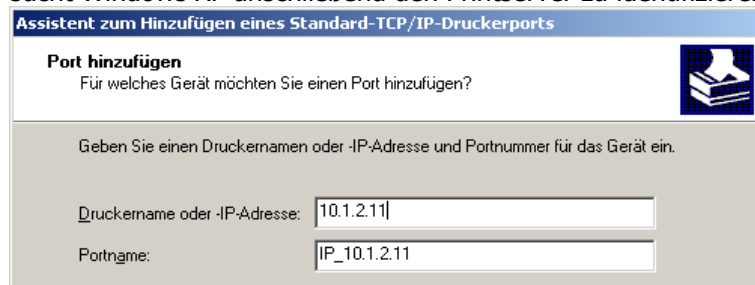 Assistent zum Hinzufügen eines Standard-TCP/IP-Druckerports
Port hinzufügen
Für welches Gerät möchten Sie einen Port hinzufügen?
Geben Sie einen Druckernamen oder -IP-Adresse und Portnummer für das Gerät ein.
Druckername oder -IP-Adresse: 10.1.2.11
Portname: IP_10.1.2.11